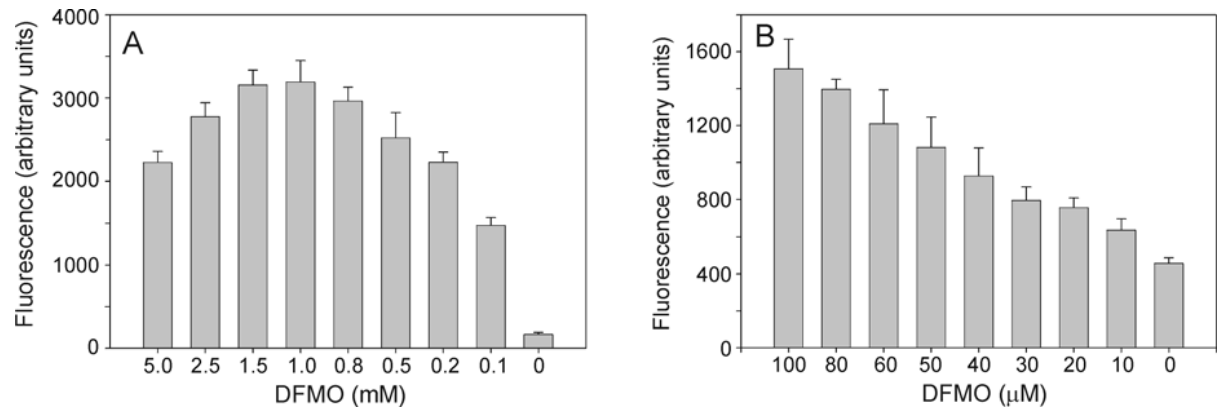 A
Fluorescence (arbitrary units)
4000
3000
2000
1000
0
5.0 2.5 1.5 1.0 0.8 0.5 0.2 0.1 0
DFMO (mM)
B
Fluorescence (arbitrary units)
1600
1200
800
400
0
100 80 60 50 40 30 20 10 0
DFMO (μM)